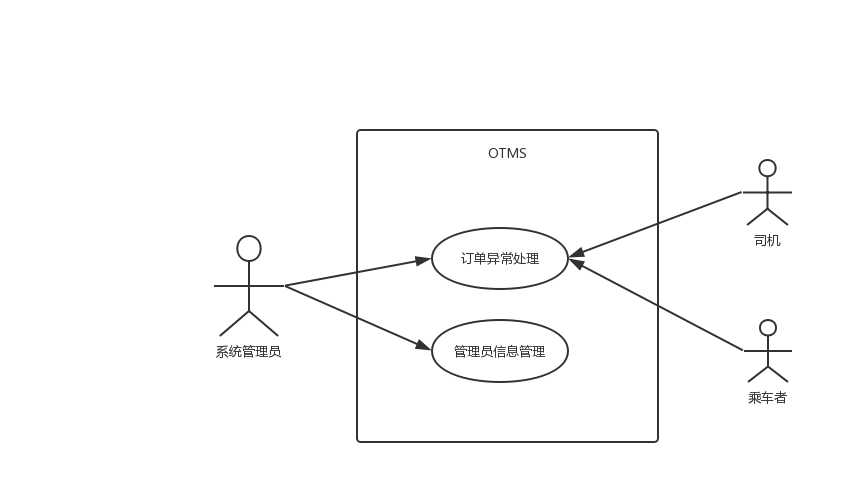 OTMS
司机
订单异常处理
系统管理员
管理员信息管理
乘车者